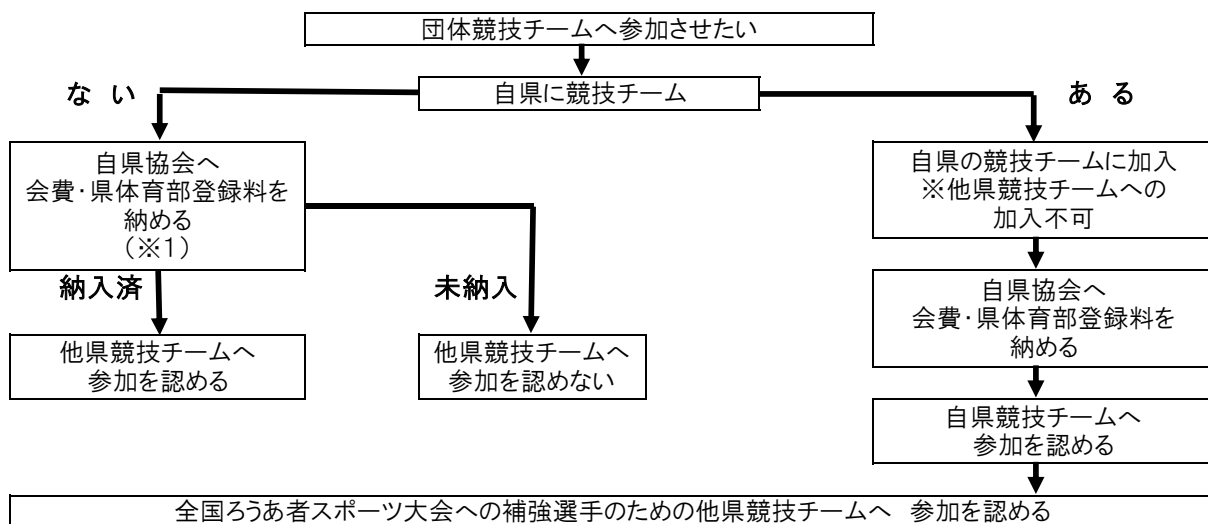 団体競技チームへ参加させたい
な い
自県に競技チーム
あ る
自県協会へ
会費・県体育部登録料を
納める
(※1)
自県の競技チームに加入
※他県競技チームへの
加入不可
納入済
未納入
自県協会へ
会費・県体育部登録料を
納める
他県競技チームへ
参加を認める
他県競技チームへ
参加を認めない
自県競技チームへ
参加を認める
全国ろうあ者スポーツ大会への補強選手のための他県競技チームへ 参加を認める